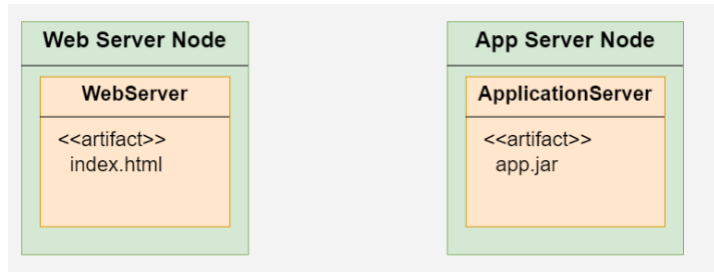 Web Server Node
WebServer
<<artifact>>
index.html
App Server Node
ApplicationServer
<<artifact>>
app.jar